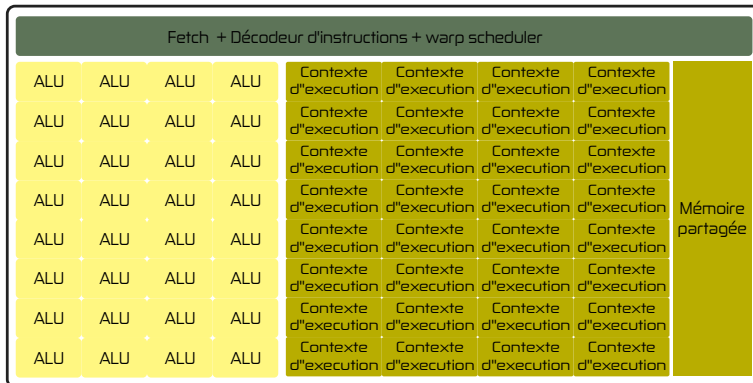 Fetch + Décodeur d'instructions + warp scheduler
ALU ALU ALU ALU Contexte Contexte Contexte Contexte
d"execution d"execution d"execution d"execution
ALU ALU ALU ALU Contexte Contexte Contexte Contexte
d"execution d"execution d"execution d"execution
ALU ALU ALU ALU Contexte Contexte Contexte Contexte
d"execution d"execution d"execution d"execution
ALU ALU ALU ALU Contexte Contexte Contexte Contexte
d"execution d"execution d"execution d"execution
ALU ALU ALU ALU Contexte Contexte Contexte Contexte
d"execution d"execution d"execution d"execution
ALU ALU ALU ALU Contexte Contexte Contexte Contexte
d"execution d"execution d"execution d"execution
ALU ALU ALU ALU Contexte Contexte Contexte Contexte
d"execution d"execution d"execution d"execution
ALU ALU ALU ALU Contexte Contexte Contexte Contexte
d"execution d"execution d"execution d"execution
Mémoire
partagée